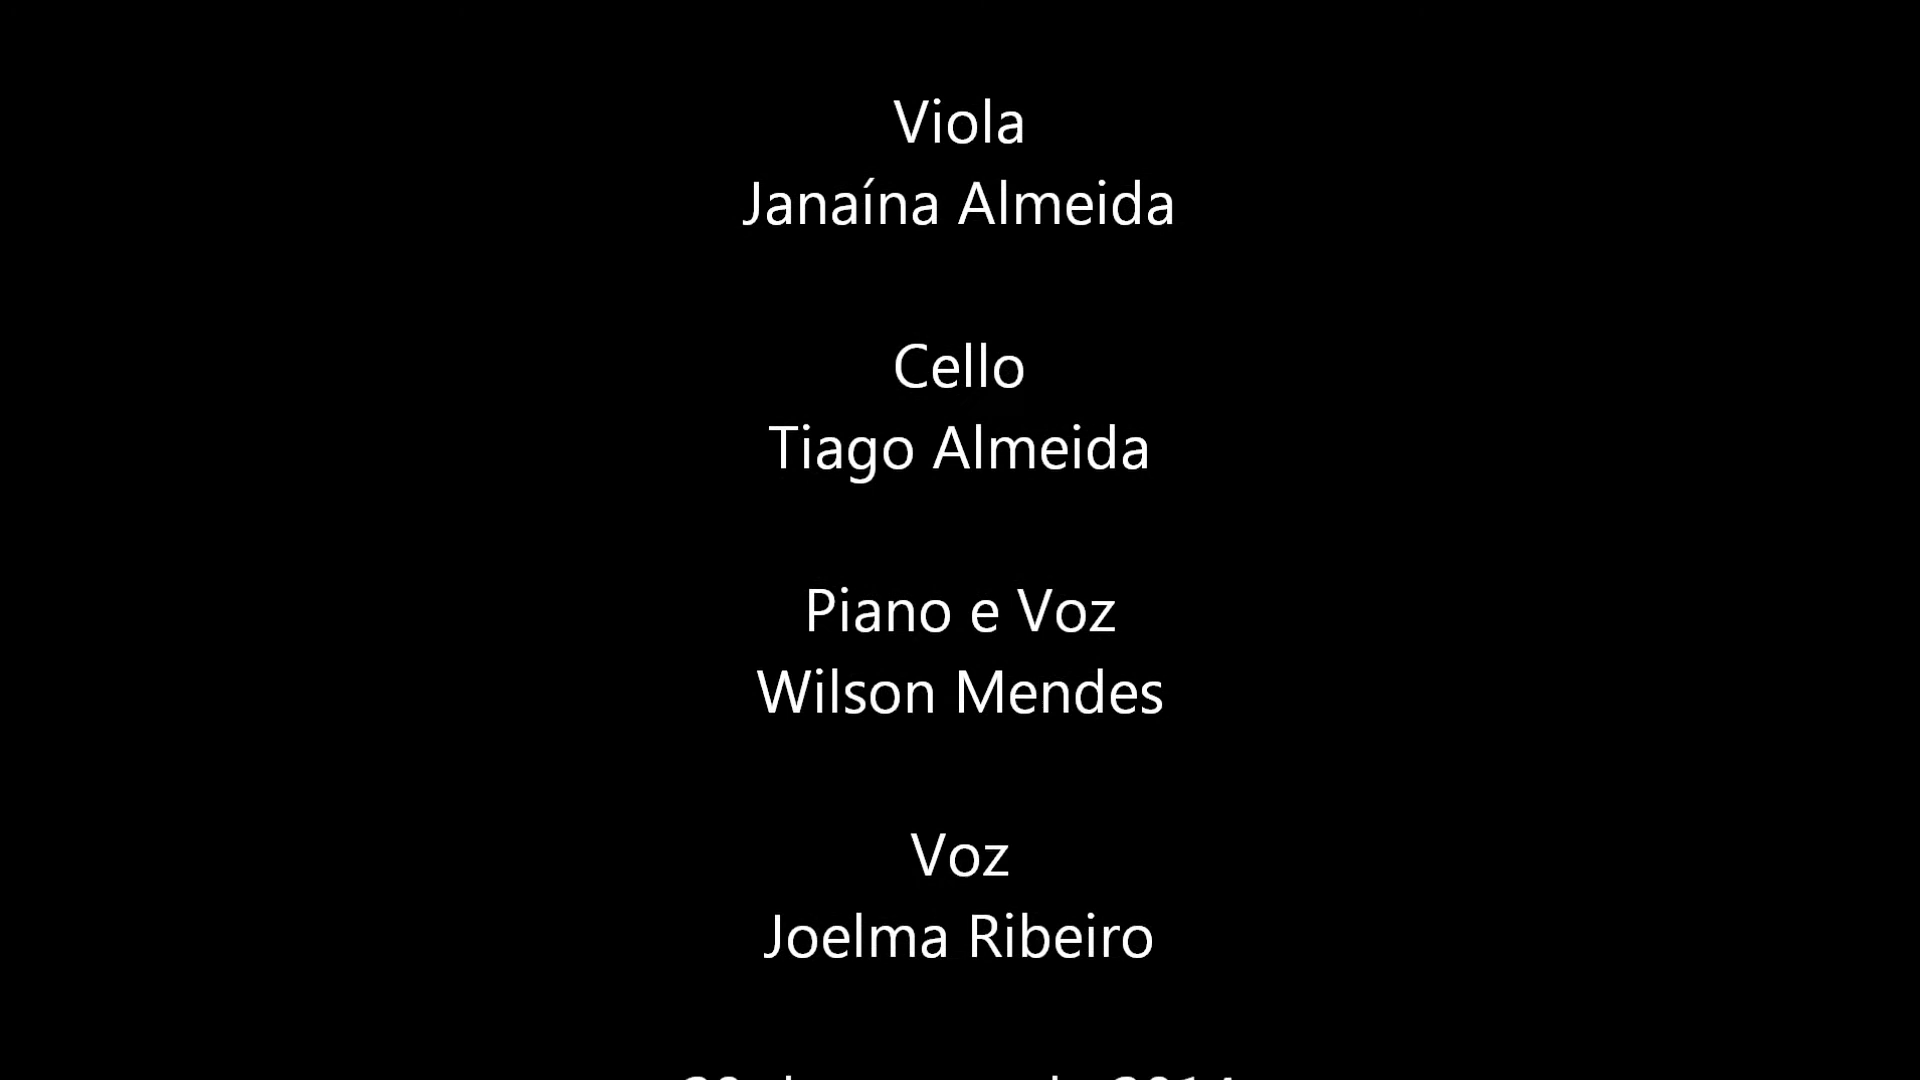 Viola
Janaína Almeida
Cello
Tiago Almeida
Piano e Voz
Wilson Mendes
Voz
Joelma Ribeiro